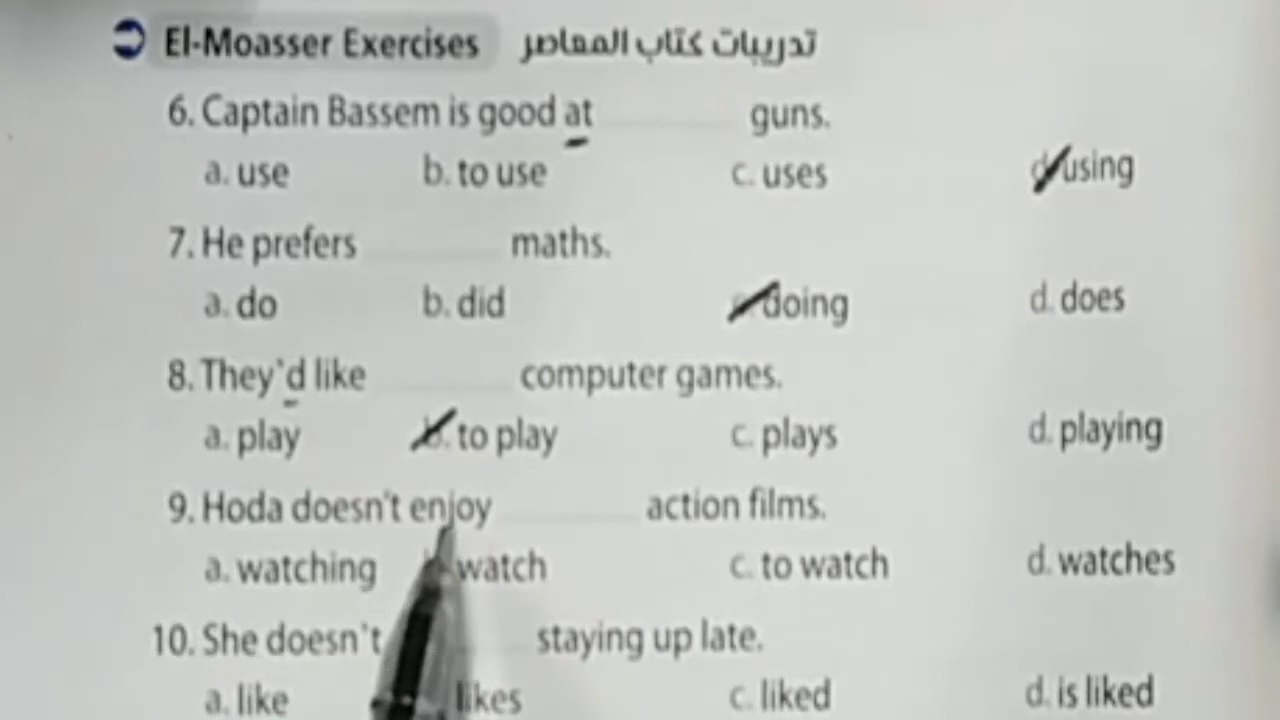 El-Moasser Exercises تدريبات كتاب المعاصر
6. Captain Bassem is good at guns.
a. use b. to use c. uses d. using
7. He prefers maths.
a. do b. did doing d. does
8. They'd like computer games.
a. play b. to play c. plays d. playing
9. Hoda doesn't enjoy action films.
a. watching watch c. to watch d. watches
10. She doesn't staying up late.
a. like likes c. liked d. is liked